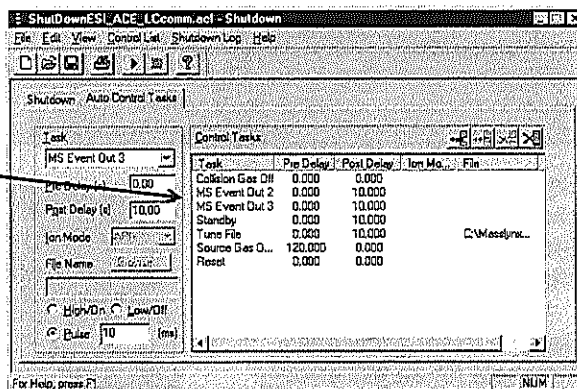 ShutDownESI_ACE_LCcomm.acf - Shutdown
File Edit View Control List Shutdown Log Help
Shutdown Auto Control Tasks
Task
MS Event Out 3
Pre Delay (s) 0.00
Post Delay (s) 10.00
Ion Mode API+
File Name Browse
High/On Low/Off
Pulse 10 (ms)
Control Tasks
Task Pre Delay Post Delay Ion Mo... File
Collision Gas Off 0.000 0.000
MS Event Out 2 0.000 10.000
MS Event Out 3 0.000 10.000
Standby 0.000 10.000
Tune File 0.000 10.000 C:\Masslynx...
Source Gas O... 120.000 0.000
Reset 0.000 0.000
For Help, press F1
NUM